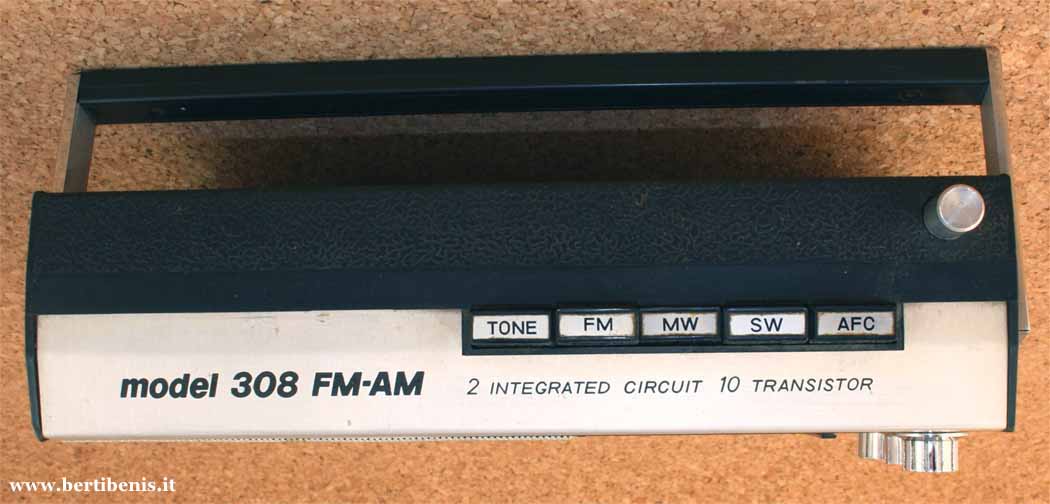 TONE FM MW SW AFC
model 308 FM-AM 2 INTEGRATED CIRCUIT 10 TRANSISTOR
www.bertibenis.it